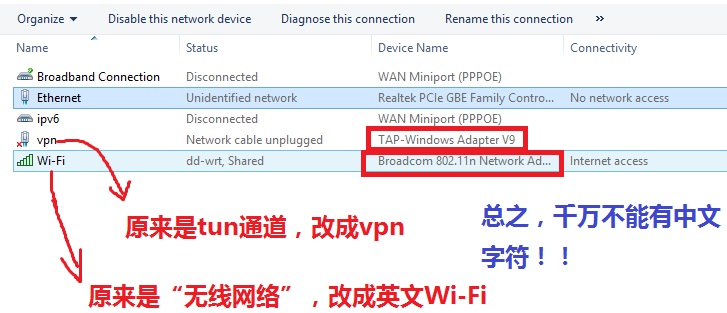 Organize Disable this network device Diagnose this connection Rename this connection »
Name Status Device Name Connectivity
Broadband Connection Disconnected WAN Miniport (PPPOE)
Ethernet Unidentified network Realtek PCIe GBE Family Contro... No network access
ipv6 Disconnected WAN Miniport (PPPOE)
vpn Network cable unplugged TAP-Windows Adapter V9
Wi-Fi dd-wrt, Shared Broadcom 802.11n Network Ad... Internet access
原来是tun通道，改成vpn
总之，千万不能有中文
字符！！
原来是“无线网络”，改成英文Wi-Fi